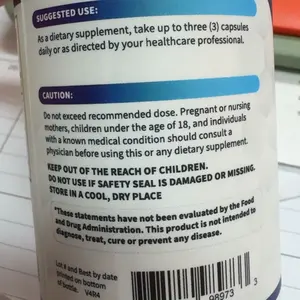 SUGGESTED USE:
As a dietary supplement, take up to three (3) capsules
daily or as directed by your healthcare professional.
CAUTION:
Do not exceed recommended dose. Pregnant or nursing
mothers, children under the age of 18, and individuals
with a known medical condition should consult a
physician before using this or any dietary supplement.
KEEP OUT OF THE REACH OF CHILDREN.
DO NOT USE IF SAFETY SEAL IS DAMAGED OR MISSING.
STORE IN A COOL, DRY PLACE
*These statements have not been evaluated by the Food
and Drug Administration. This product is not intended to
diagnose, treat, cure or prevent any disease.
Lot # and Best by date
printed on bottom
of bottle. V4B4
98973
3